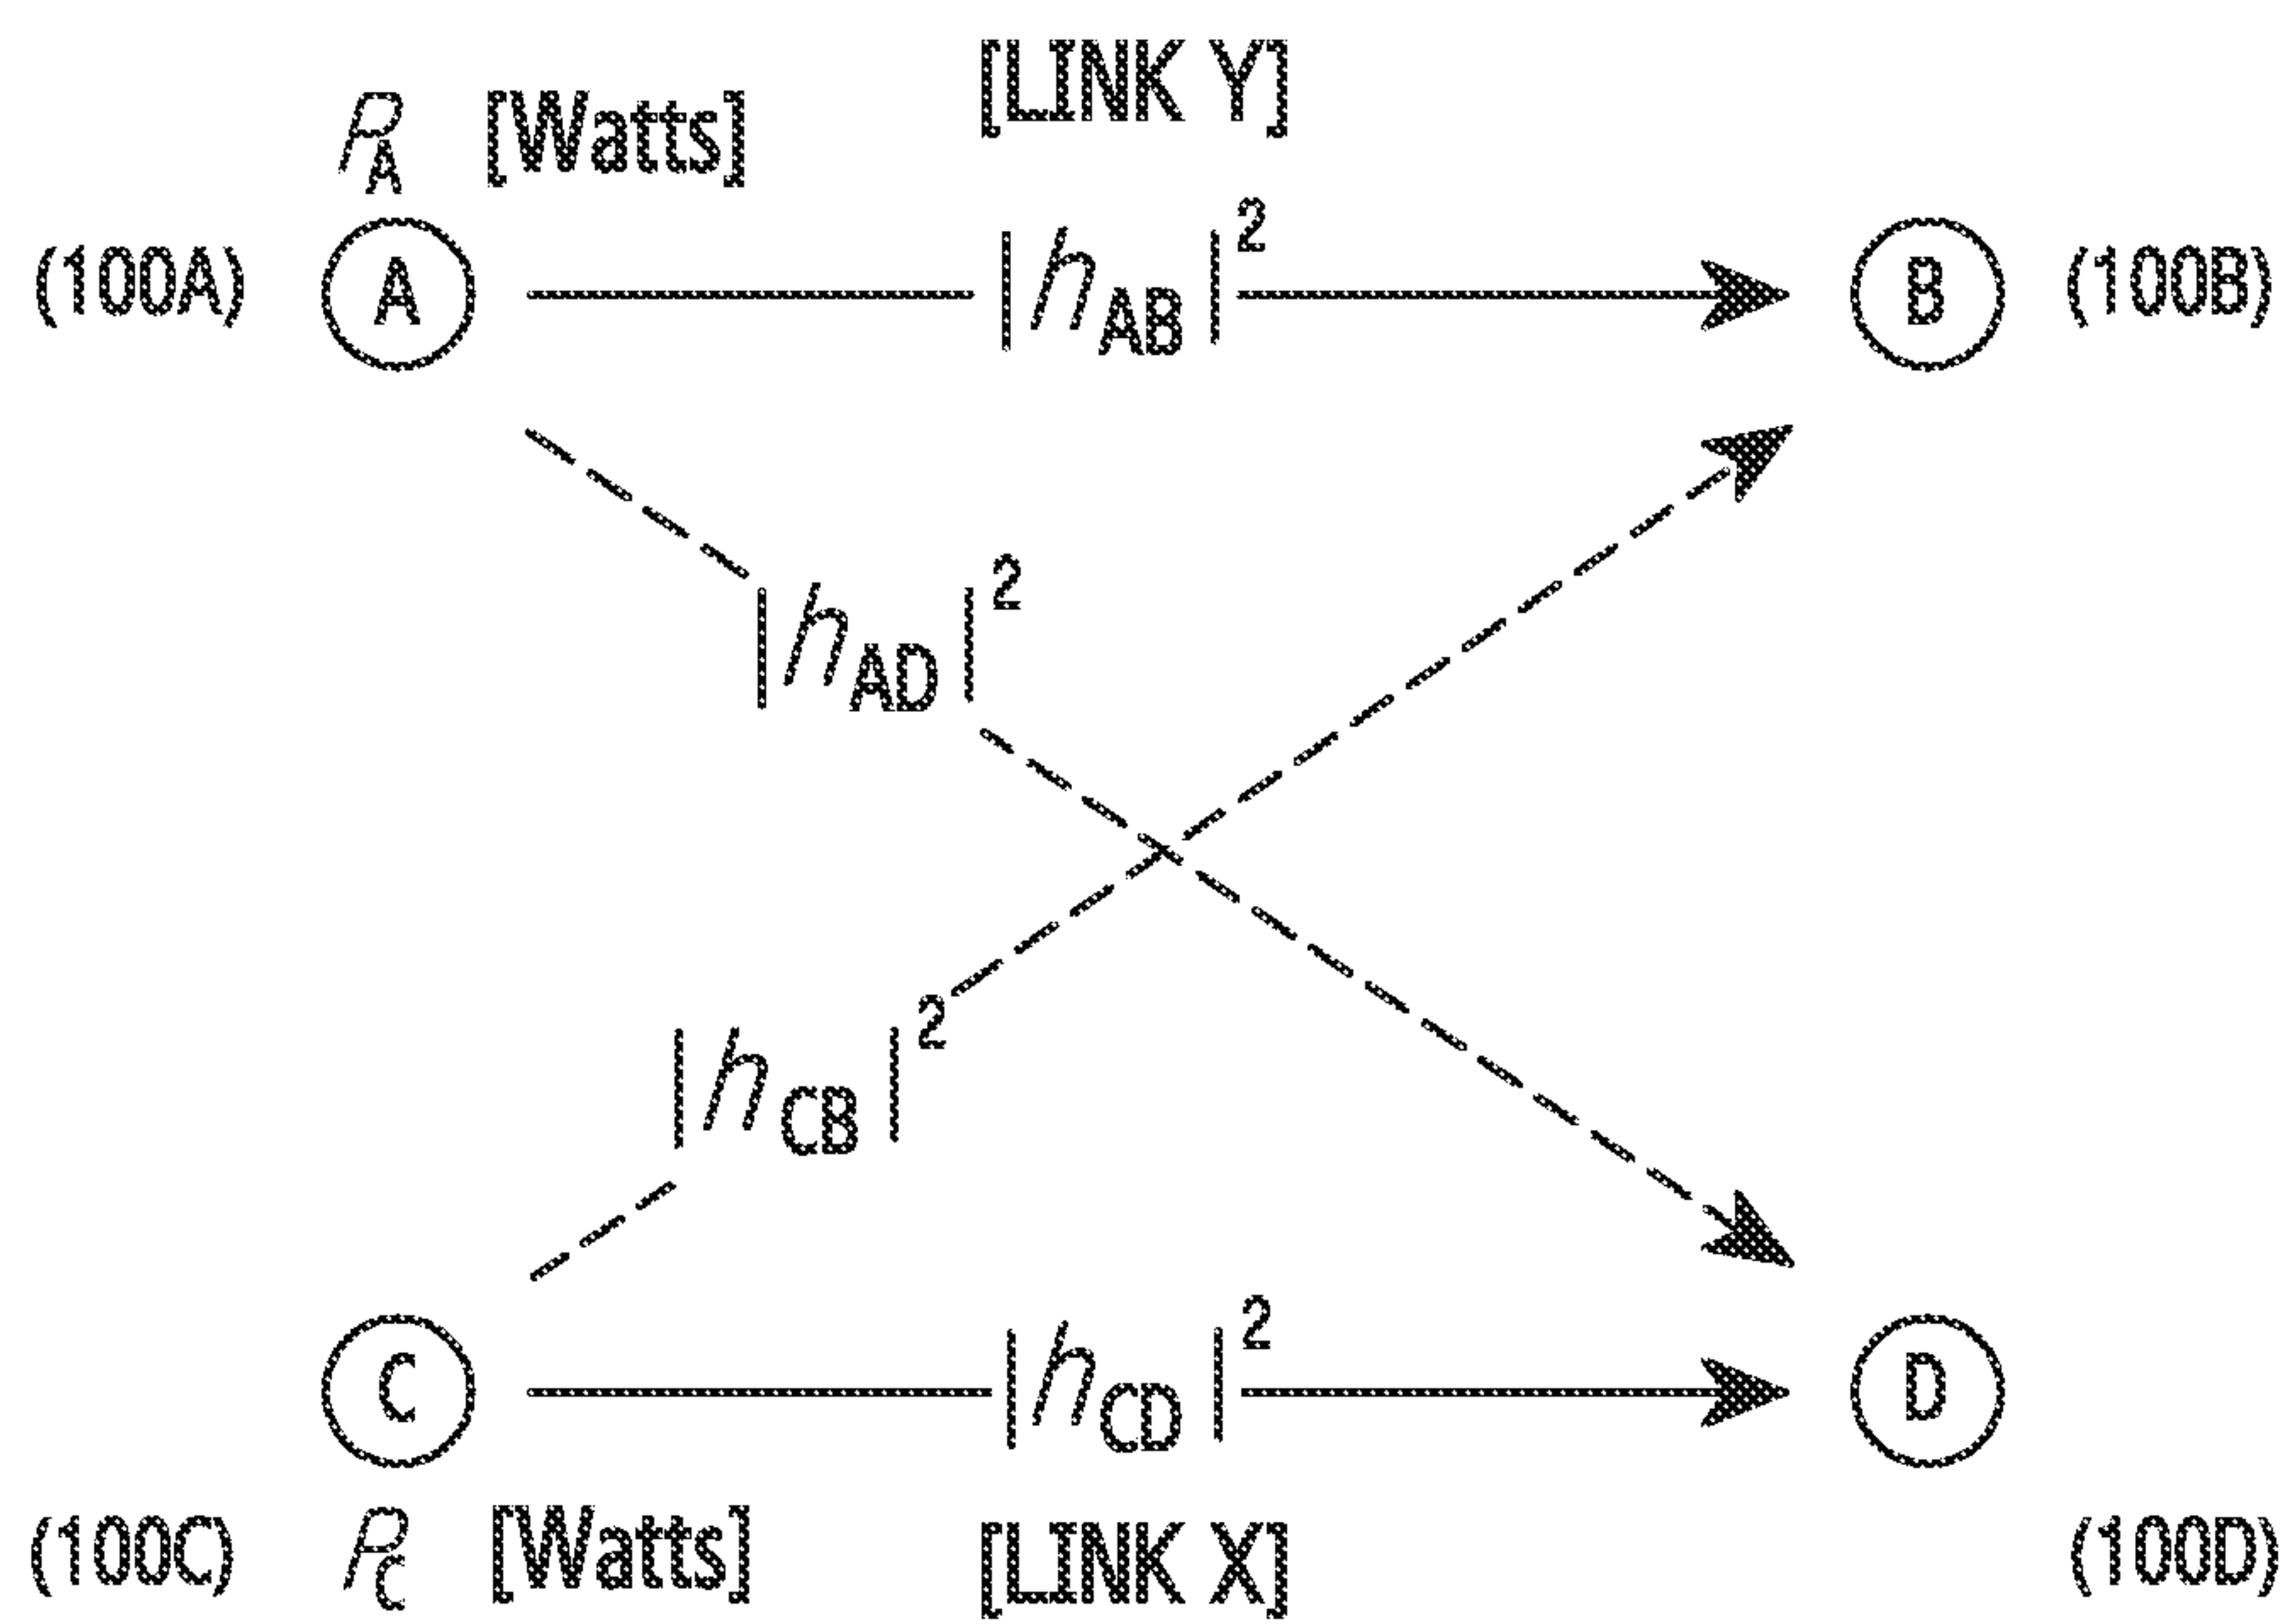 [LINK Y]
P_A [Watts]
(100A) A |h_AB|² B (100B)
|h_AD|²
|h_CB|²
C |h_CD|² D
(100C) P_C [Watts] [LINK X] (100D)